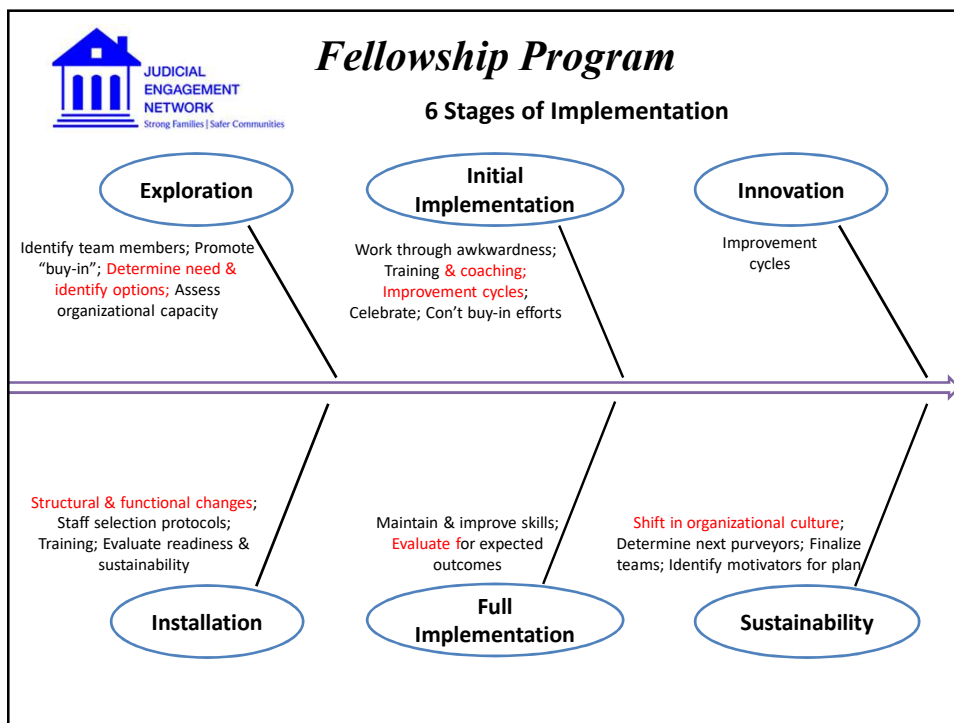 Fellowship Program
JUDICIAL
ENGAGEMENT
NETWORK
Strong Families | Safer Communities
6 Stages of Implementation
Exploration
Identify team members; Promote
“buy-in”; Determine need &
identify options; Assess
organizational capacity
Initial
Implementation
Work through awkwardness;
Training & coaching;
Improvement cycles;
Celebrate; Con’t buy-in efforts
Innovation
Improvement
cycles
Structural & functional changes;
Staff selection protocols;
Training; Evaluate readiness &
sustainability
Installation
Maintain & improve skills;
Evaluate for expected
outcomes
Full
Implementation
Shift in organizational culture;
Determine next purveyors; Finalize
teams; Identify motivators for plan
Sustainability